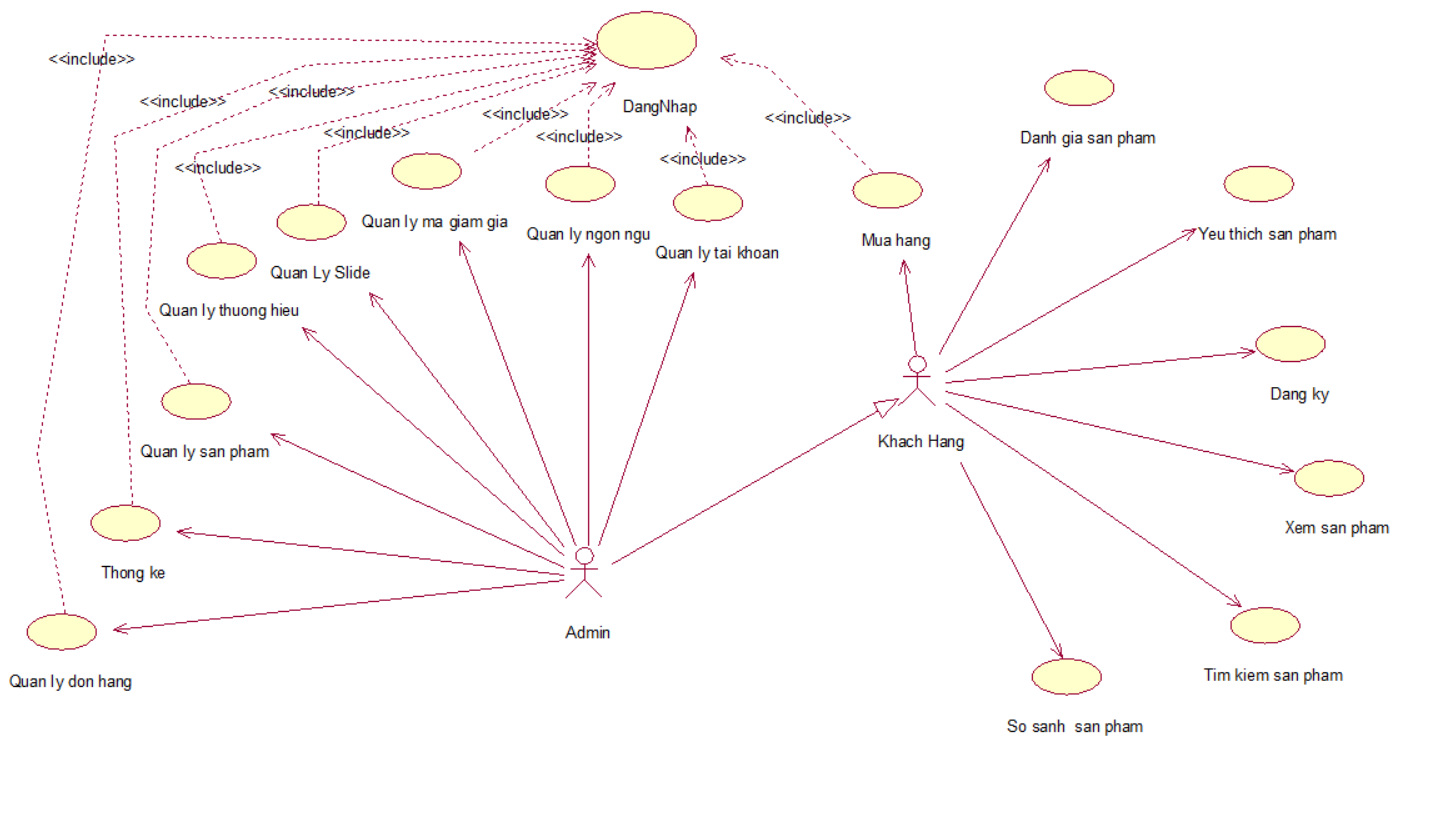 <<include>>
<<include>>
<<include>>
DangNhap
<<include>>
<<include>>
<<include>>
<<include>>
<<include>>
<<include>>
Danh gia san pham
Quan ly ma giam gia
Quan ly ngon ngu
Quan ly tai khoan
Mua hang
Yeu thich san pham
Quan Ly Slide
Quan ly thuong hieu
Dang ky
Khach Hang
Quan ly san pham
Xem san pham
Thong ke
Admin
Tim kiem san pham
Quan ly don hang
So sanh  san pham